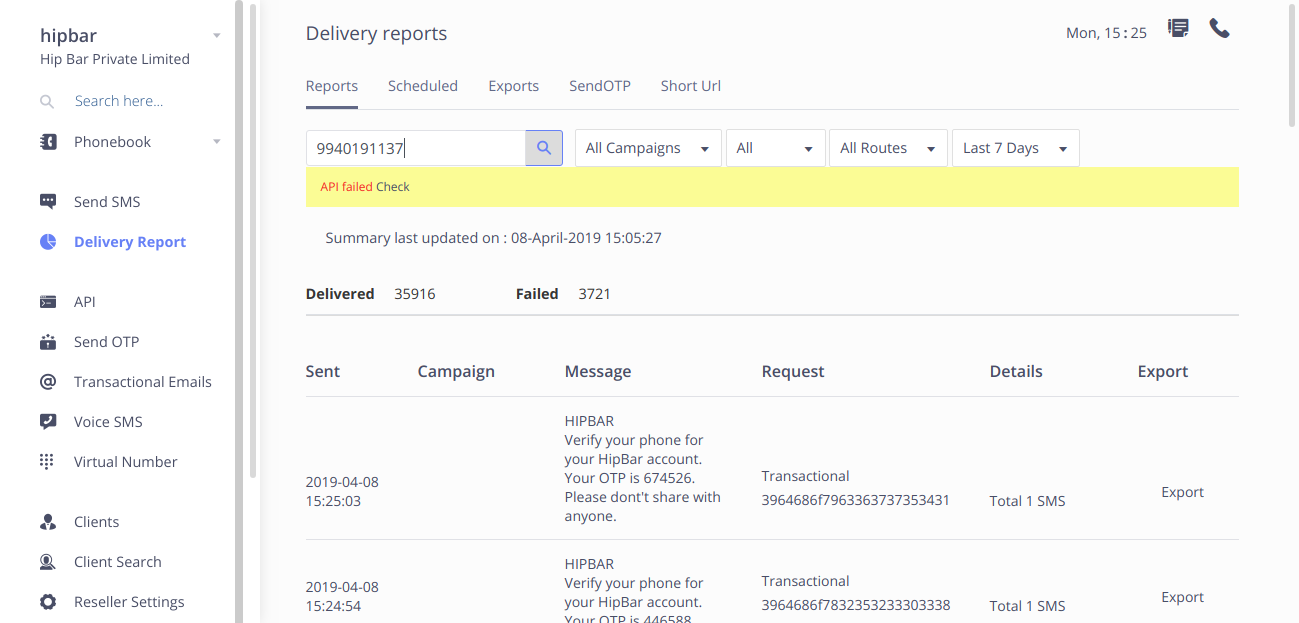 hipbar
Hip Bar Private Limited
Search here...
Phonebook
Send SMS
Delivery Report
API
Send OTP
Transactional Emails
Voice SMS
Virtual Number
Clients
Client Search
Reseller Settings
Delivery reports
Mon, 15:25
Reports Scheduled Exports SendOTP Short Url
9940191137 All Campaigns All All Routes Last 7 Days
API failed Check
Summary last updated on : 08-April-2019 15:05:27
Delivered 35916 Failed 3721
Sent Campaign Message Request Details Export
2019-04-08
15:25:03
HIPBAR
Verify your phone for
your HipBar account.
Your OTP is 674526.
Please dont't share with
anyone.
Transactional
3964686f7963363737353431
Total 1 SMS
Export
2019-04-08
15:24:54
HIPBAR
Verify your phone for
your HipBar account.
Your OTP is 446588.
Transactional
3964686f7832353233303338
Total 1 SMS
Export